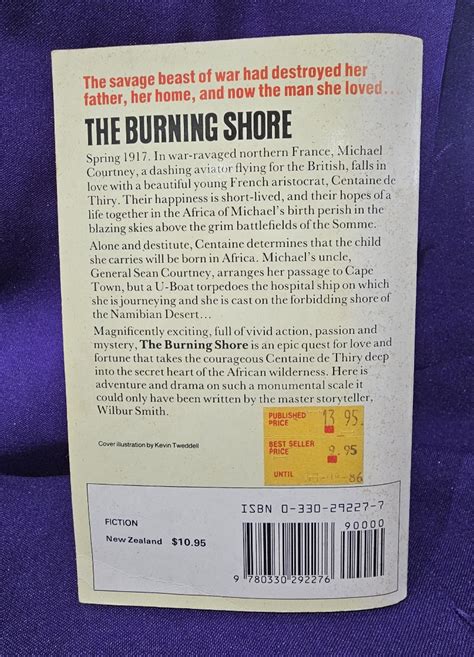 The savage beast of war had destroyed her
father, her home, and now the man she loved...
THE BURNING SHORE
Spring 1917. In war-ravaged northern France, Michael
Courtney, a dashing aviator flying for the British, falls in
love with a beautiful young French aristocrat, Centaine de
Thiry. Their happiness is short-lived, and their hopes of a
life together in the Africa of Michael's birth perish in the
blazing skies above the grim battlefields of the Somme.
Alone and destitute, Centaine determines that the child
she carries will be born in Africa. Michael's uncle,
General Sean Courtney, arranges her passage to Cape
Town, but a U-Boat torpedoes the hospital ship on which
she is journeying and she is cast on the forbidding shore of
the Namibian Desert...
Magnificently exciting, full of vivid action, passion and
mystery, The Burning Shore is an epic quest for love and
fortune that takes the courageous Centaine de Thiry deep
into the secret heart of the African wilderness. Here is
adventure and drama on such a monumental scale it
could only have been written by the master storyteller,
Wilbur Smith.
Cover illustration by Kevin Tweddell
PUBLISHED
PRICE 13 95
BEST SELLER
PRICE 9.95
UNTIL 86
ISBN 0-330-29227-7
90000
FICTION
New Zealand $10.95
9 780330 292276